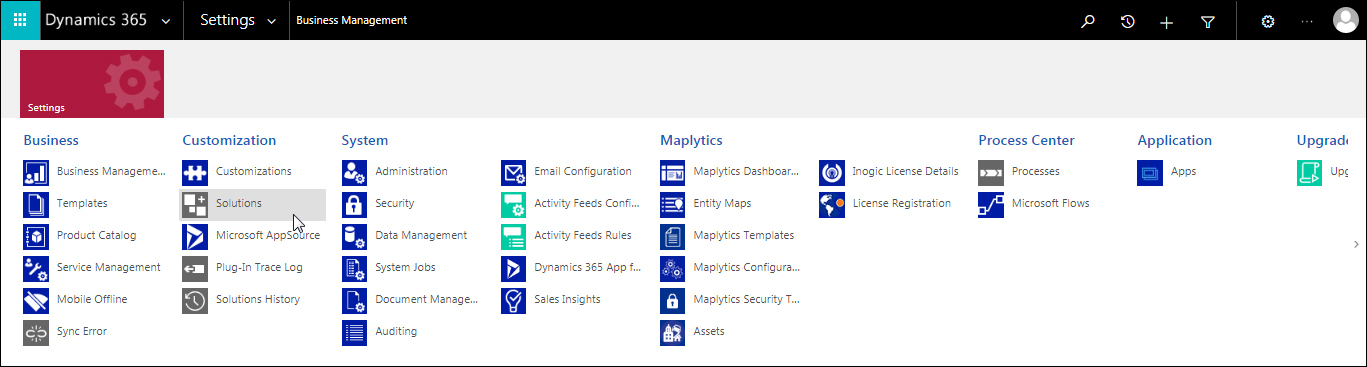 Dynamics 365 Settings Business Management
Settings
Business
Business Manageme...
Templates
Product Catalog
Service Management
Mobile Offline
Sync Error
Customization
Customizations
Solutions
Microsoft AppSource
Plug-In Trace Log
Solutions History
System
Administration
Security
Data Management
System Jobs
Document Manage...
Auditing
Email Configuration
Activity Feeds Confi...
Activity Feeds Rules
Dynamics 365 App f...
Sales Insights
Maplytics
Maplytics Dashboar...
Entity Maps
Maplytics Templates
Maplytics Configura...
Maplytics Security T...
Assets
Inogic License Details
License Registration
Process Center
Processes
Microsoft Flows
Application
Apps
Upgrade
Upg